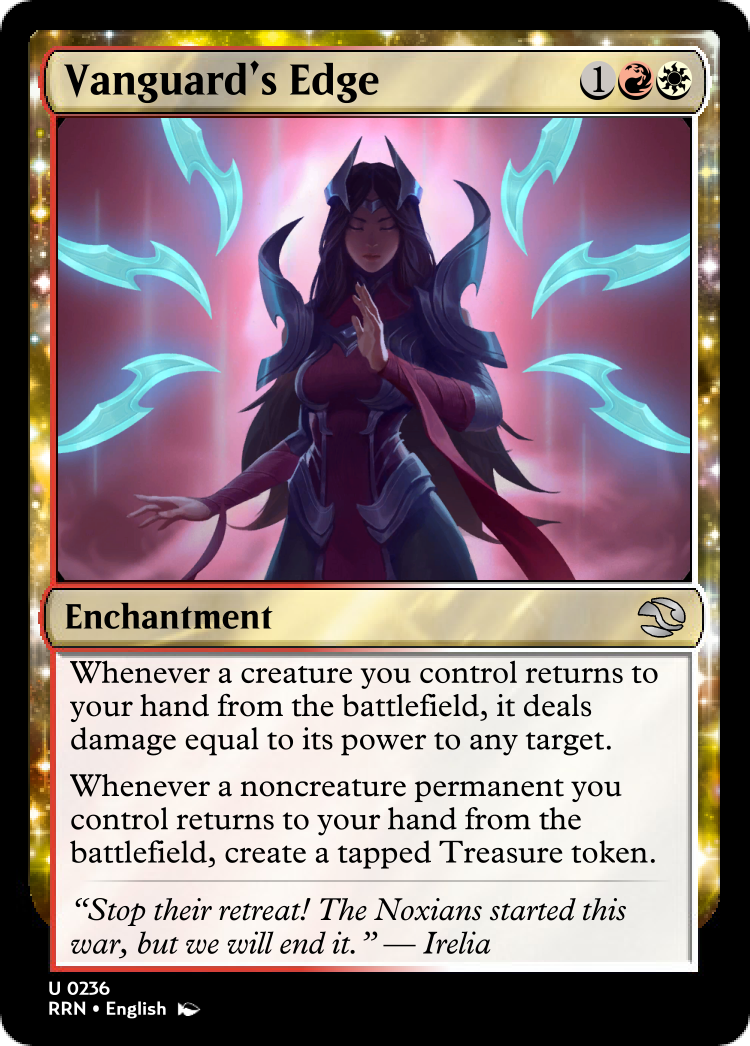 Vanguard's Edge 1
Enchantment
Whenever a creature you control returns to
your hand from the battlefield, it deals
damage equal to its power to any target.
Whenever a noncreature permanent you
control returns to your hand from the
battlefield, create a tapped Treasure token.
“Stop their retreat! The Noxians started this
war, but we will end it.” — Irelia
U 0236
RRN • English